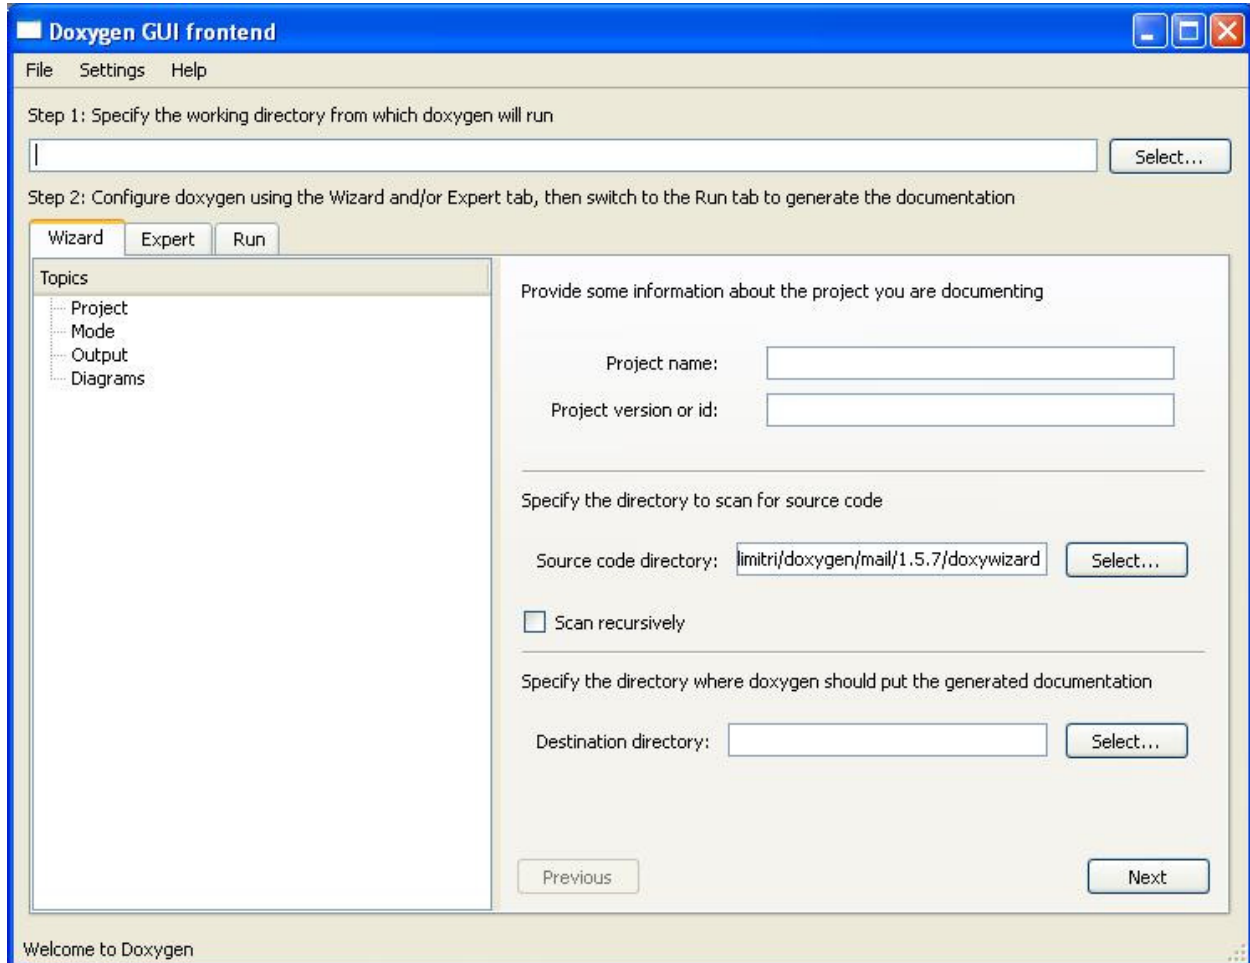 Doxygen GUI frontend
File Settings Help
Step 1: Specify the working directory from which doxygen will run
Select...
Step 2: Configure doxygen using the Wizard and/or Expert tab, then switch to the Run tab to generate the documentation
Wizard Expert Run
Topics
Project
Mode
Output
Diagrams
Provide some information about the project you are documenting
Project name:
Project version or id:
Specify the directory to scan for source code
Source code directory: limitri/doxygen/mail/1.5.7/doxywizard Select...
Scan recursively
Specify the directory where doxygen should put the generated documentation
Destination directory: Select...
Previous Next
Welcome to Doxygen